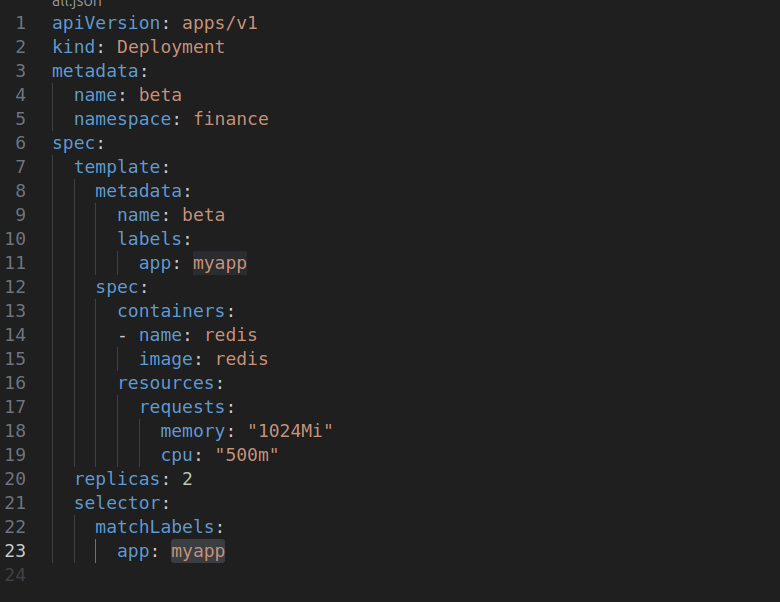 1 apiVersion: apps/v1
2 kind: Deployment
3 metadata:
4   name: beta
5   namespace: finance
6 spec:
7   template:
8     metadata:
9       name: beta
10       labels:
11         app: myapp
12     spec:
13       containers:
14       - name: redis
15         image: redis
16       resources:
17         requests:
18           memory: "1024Mi"
19           cpu: "500m"
20   replicas: 2
21   selector:
22     matchLabels:
23       app: myapp
24